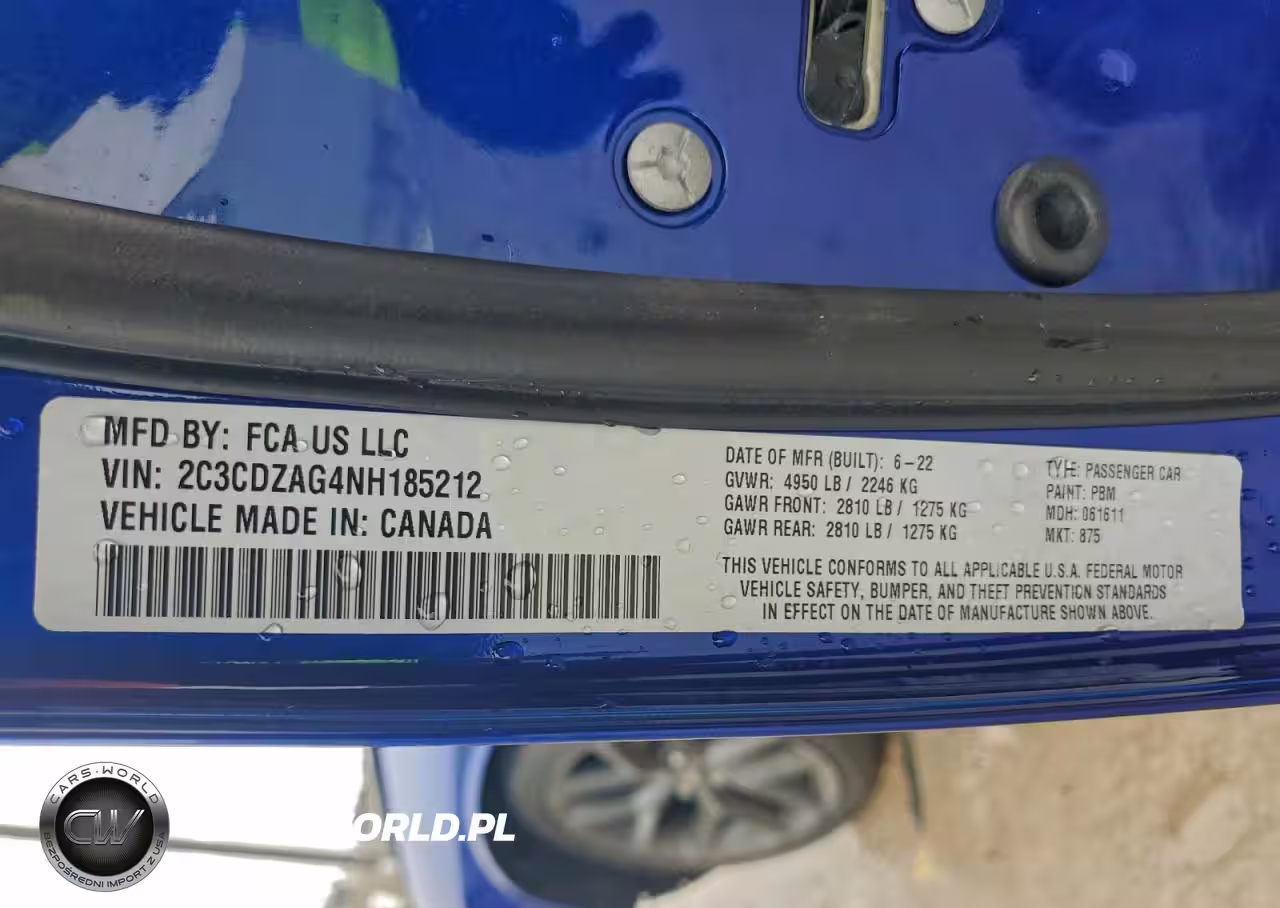 MFD BY: FCA US LLC
VIN: 2C3CDZAG4NH185212
VEHICLE MADE IN: CANADA
DATE OF MFR (BUILT): 6-22
GVWR: 4950 LB / 2246 KG
GAWR FRONT: 2810 LB / 1275 KG
GAWR REAR: 2810 LB / 1275 KG
TYPE: PASSENGER CAR
PAINT: PBM
MDH: 061611
MKT: 875
THIS VEHICLE CONFORMS TO ALL APPLICABLE U.S.A. FEDERAL MOTOR
VEHICLE SAFETY, BUMPER, AND THEFT PREVENTION STANDARDS
IN EFFECT ON THE DATE OF MANUFACTURE SHOWN ABOVE.
CARS-WORLD
CW
BEZPOŚREDNI IMPORT Z USA
WORLD.PL